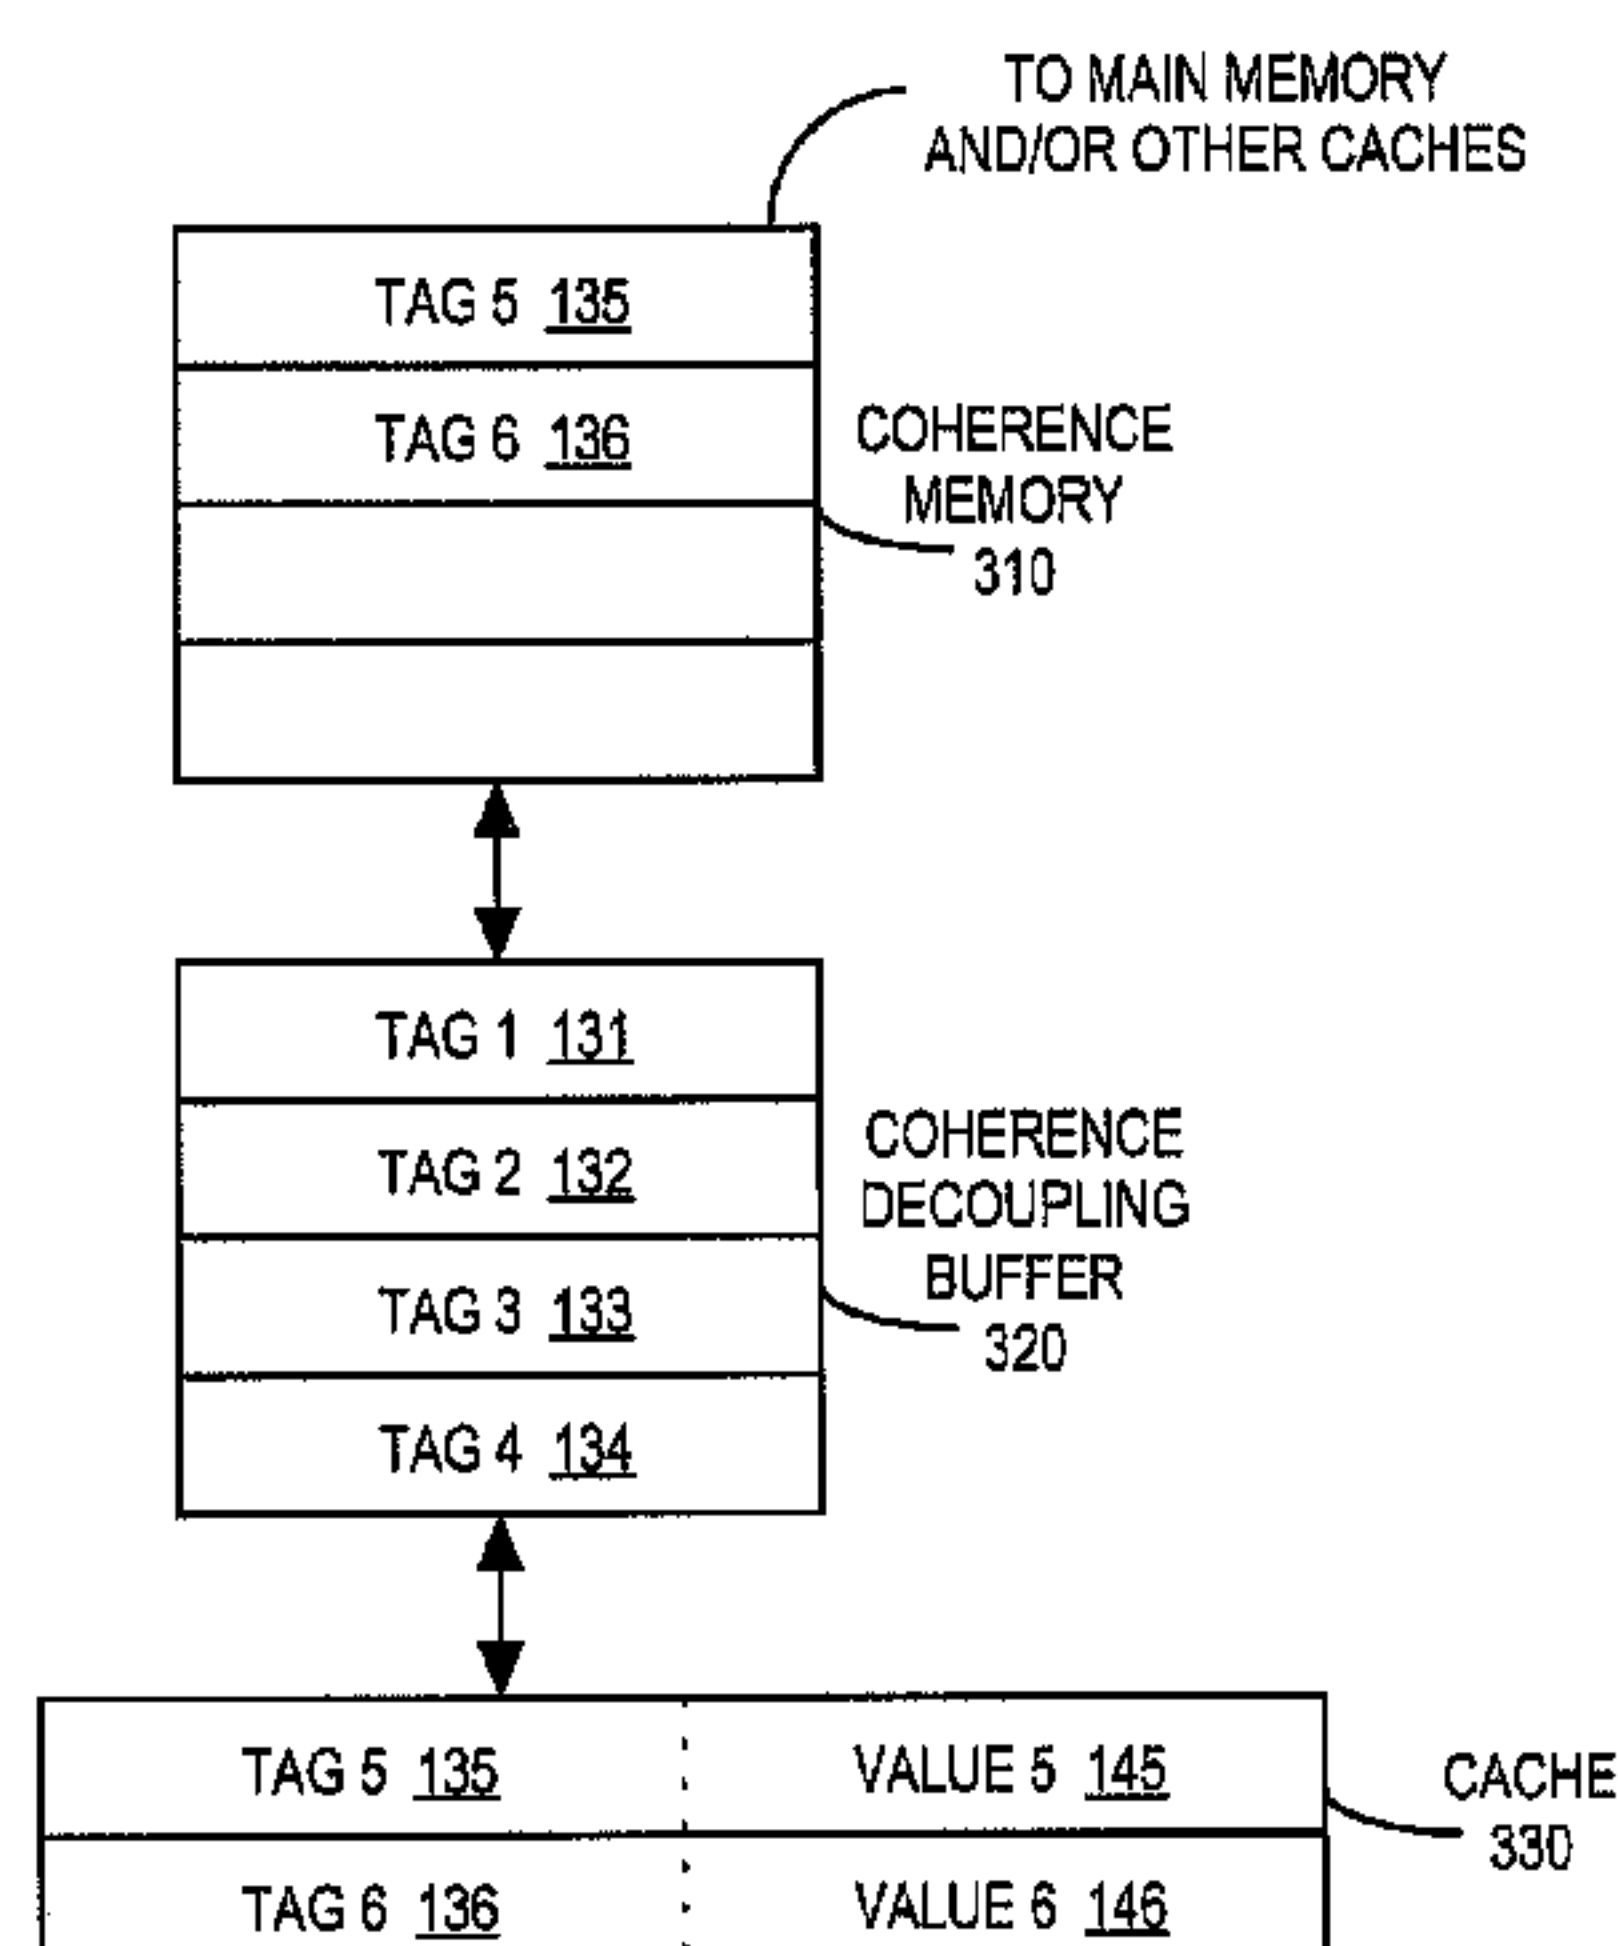 TO MAIN MEMORY
AND/OR OTHER CACHES
TAG 5 135
TAG 6 136
COHERENCE
MEMORY
310
TAG 1 131
TAG 2 132
TAG 3 133
TAG 4 134
COHERENCE
DECOUPLING
BUFFER
320
TAG 5 135 VALUE 5 145
TAG 6 136 VALUE 6 146
CACHE
330